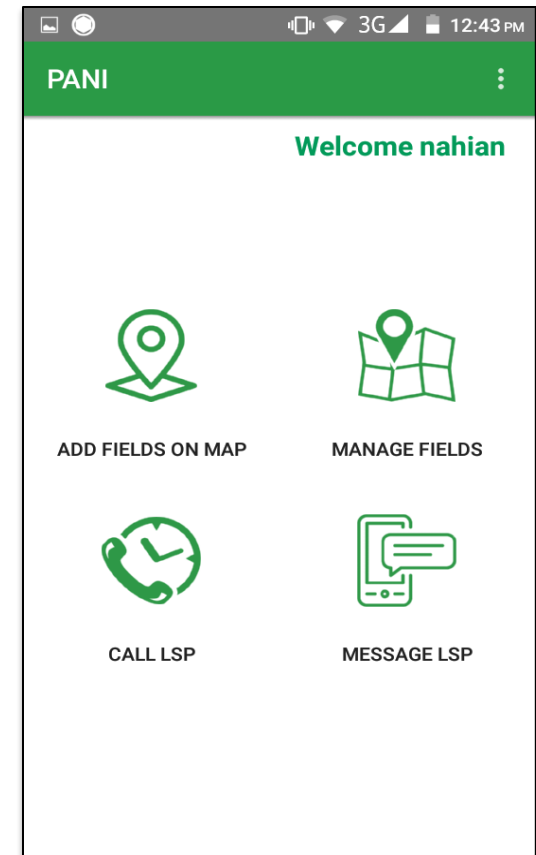 3G 12:43 PM
PANI
Welcome nahian
ADD FIELDS ON MAP MANAGE FIELDS
CALL LSP MESSAGE LSP